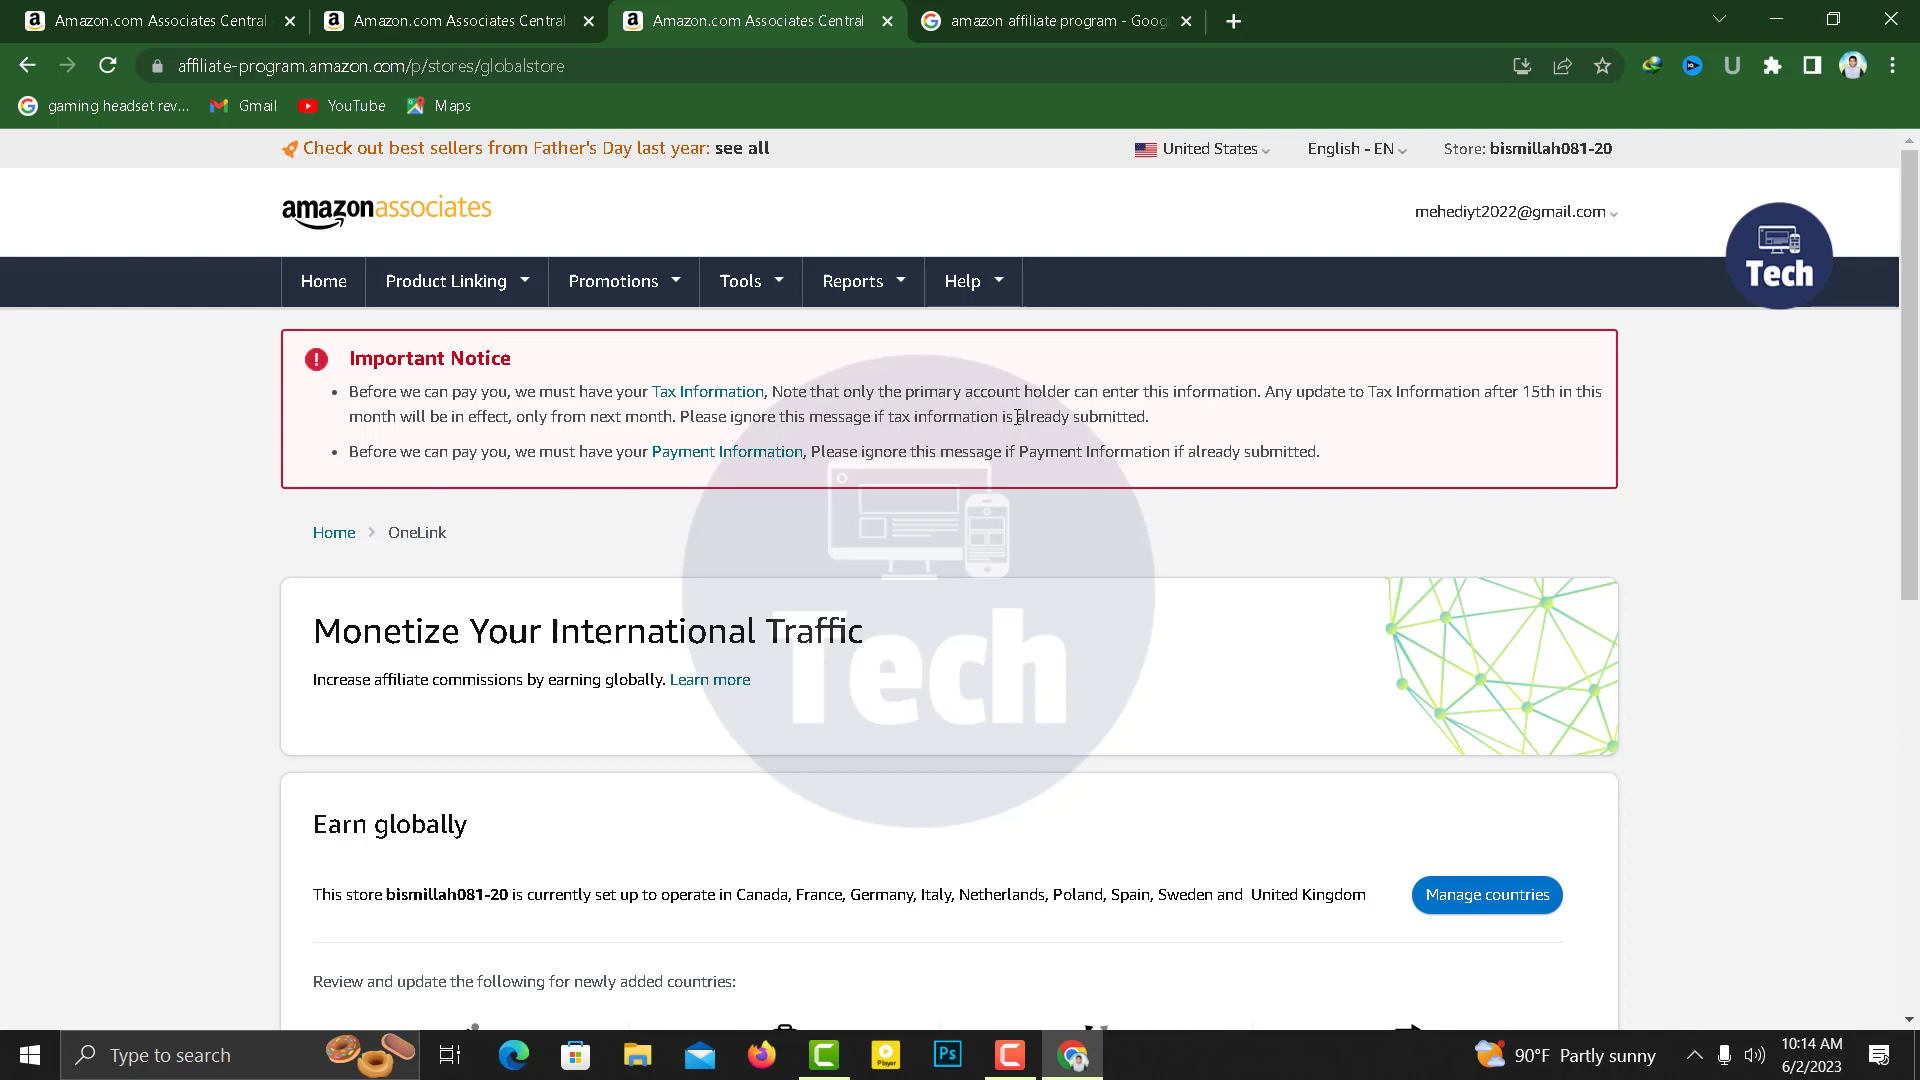 Amazon.com Associates Central
Amazon.com Associates Central
Amazon.com Associates Central
amazon affiliate program - Goog
affiliate-program.amazon.com/p/stores/globalstore
gaming headset rev...
Gmail
YouTube
Maps
Check out best sellers from Father's Day last year: see all
United States
English - EN
Store: bismillah081-20
amazonassociates
mehediyt2022@gmail.com
Tech
Home
Product Linking
Promotions
Tools
Reports
Help
Important Notice
Before we can pay you, we must have your Tax Information, Note that only the primary account holder can enter this information. Any update to Tax Information after 15th in this
month will be in effect, only from next month. Please ignore this message if tax information is already submitted.
Before we can pay you, we must have your Payment Information, Please ignore this message if Payment Information if already submitted.
Home > OneLink
Monetize Your International Traffic
Increase affiliate commissions by earning globally. Learn more
Tech
Earn globally
This store bismillah081-20 is currently set up to operate in Canada, France, Germany, Italy, Netherlands, Poland, Spain, Sweden and United Kingdom
Manage countries
Review and update the following for newly added countries:
Type to search
Player
Ps
90°F Partly sunny
10:14 AM
6/2/2023